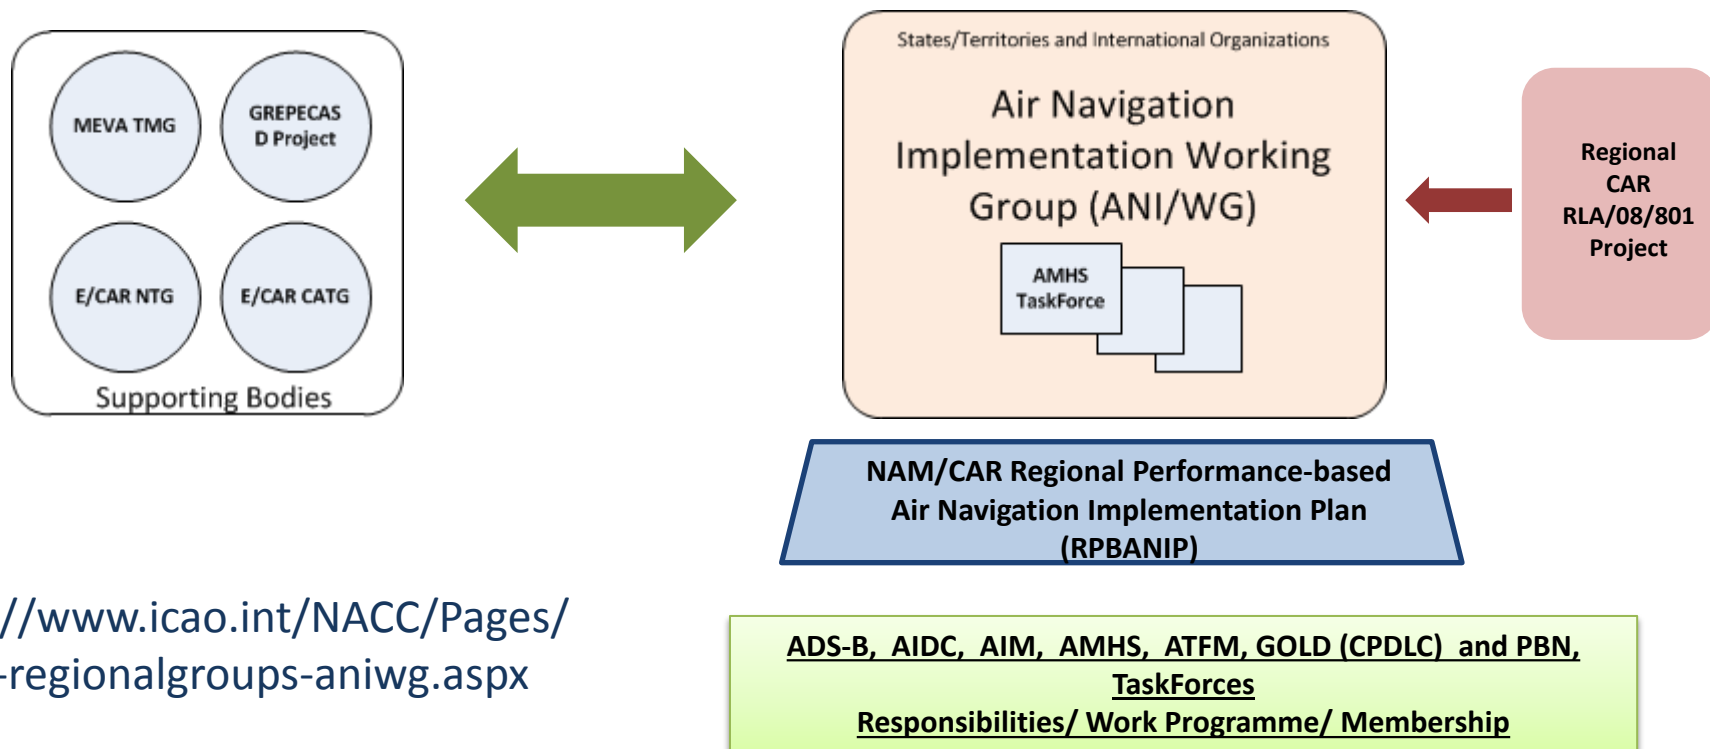 MEVA TMG
GREPECAS
D Project
E/CAR NTG
E/CAR CATG
Supporting Bodies
States/Territories and International Organizations
Air Navigation
Implementation Working
Group (ANI/WG)
AMHS
TaskForce
Regional
CAR
RLA/08/801
Project
NAM/CAR Regional Performance-based
Air Navigation Implementation Plan
(RPBANIP)
://www.icao.int/NACC/Pages/
-regionalgroups-aniwg.aspx
ADS-B, AIDC, AIM, AMHS, ATFM, GOLD (CPDLC) and PBN,
TaskForces
Responsibilities/ Work Programme/ Membership